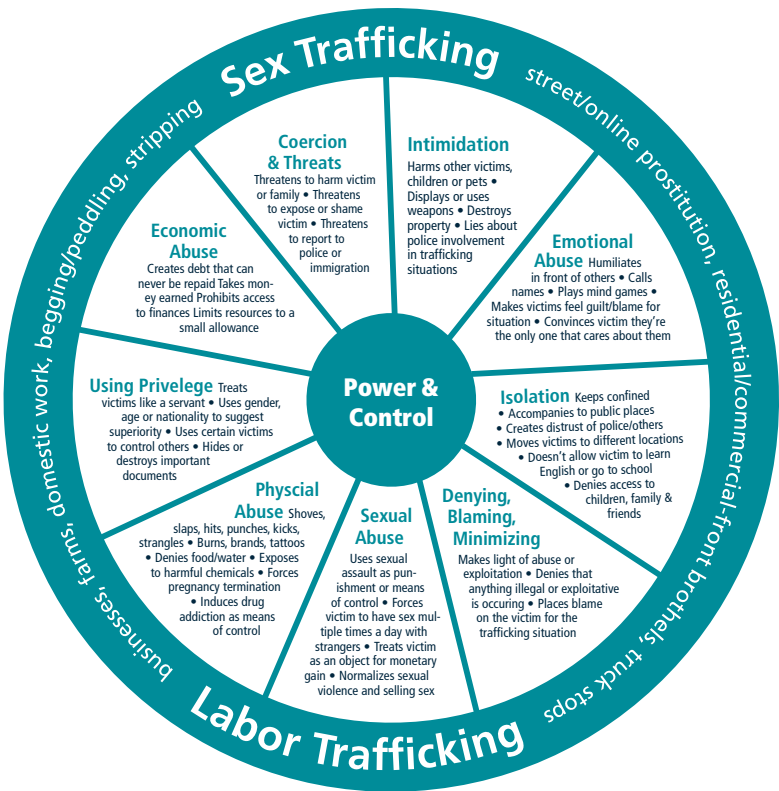 Sex Trafficking
street/online prostitution, residential/commercial-front brothels, truck stops
Labor Trafficking
businesses, farms, domestic work, begging/peddling, stripping
Power &
Control
Coercion
& Threats
Threatens to harm victim
or family • Threatens
to expose or shame
victim • Threatens
to report to
police or
immigration
Intimidation
Harms other victims,
children or pets •
Displays or uses
weapons • Destroys
property • Lies about
police involvement
in trafficking
situations
Emotional
Abuse Humiliates
in front of others • Calls
names • Plays mind games •
Makes victims feel guilt/blame for
situation • Convinces victim they’re
the only one that cares about them
Isolation Keeps confined
• Accompanies to public places
• Creates distrust of police/others
• Moves victims to different locations
• Doesn’t allow victim to learn
English or go to school
• Denies access to
children, family &
friends
Denying,
Blaming,
Minimizing
Makes light of abuse or
exploitation • Denies that
anything illegal or exploitative
is occuring • Places blame
on the victim for the
trafficking situation
Sexual
Abuse
Uses sexual
assault as pun-
ishment or means
of control • Forces
victim to have sex mul-
tiple times a day with
strangers • Treats victim
as an object for monetary
gain • Normalizes sexual
violence and selling sex
Physcial
Abuse Shoves,
slaps, hits, punches, kicks,
strangles • Burns, brands, tattoos
• Denies food/water • Exposes
to harmful chemicals • Forces
pregnancy termination
• Induces drug
addiction as means
of control
Using Privelege Treats
victims like a servant • Uses gender,
age or nationality to suggest
superiority • Uses certain victims
to control others • Hides or
destroys important
documents
Economic
Abuse
Creates debt that can
never be repaid Takes mon-
ey earned Prohibits access
to finances Limits resources to a
small allowance